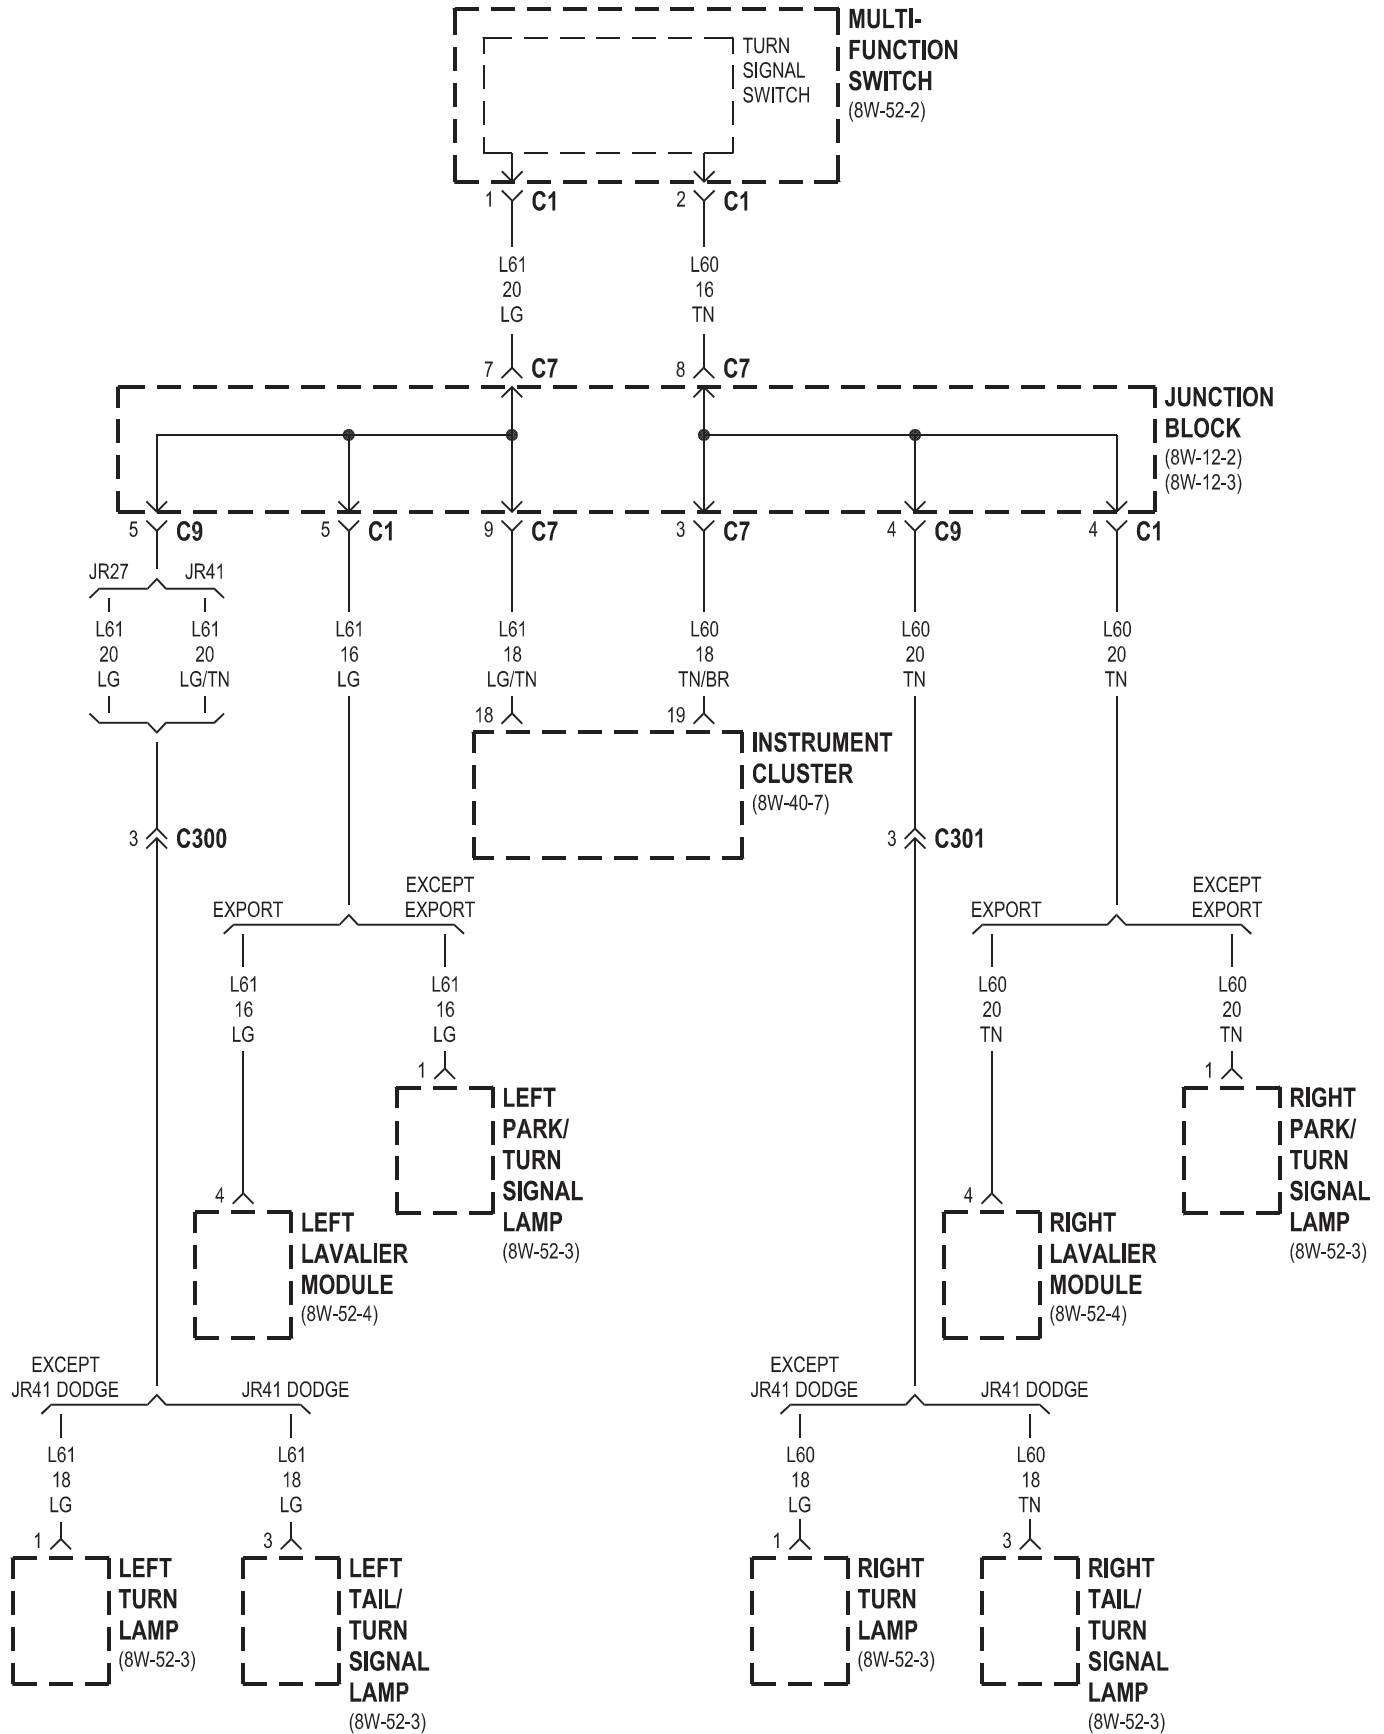 MULTI-
FUNCTION
SWITCH
(8W-52-2)
TURN
SIGNAL
SWITCH
1 C1
2 C1
L61
20
LG
L60
16
TN
7 C7
8 C7
JUNCTION
BLOCK
(8W-12-2)
(8W-12-3)
5 C9
5 C1
9 C7
3 C7
4 C9
4 C1
JR27
JR41
L61
20
LG
L61
20
LG/TN
L61
16
LG
L61
18
LG/TN
L60
18
TN/BR
L60
20
TN
L60
20
TN
18
19
INSTRUMENT
CLUSTER
(8W-40-7)
3 C300
3 C301
EXPORT
EXCEPT
EXPORT
EXPORT
EXCEPT
EXPORT
L61
16
LG
L61
16
LG
L60
20
TN
L60
20
TN
1
LEFT
PARK/
TURN
SIGNAL
LAMP
(8W-52-3)
1
RIGHT
PARK/
TURN
SIGNAL
LAMP
(8W-52-3)
4
LEFT
LAVALIER
MODULE
(8W-52-4)
4
RIGHT
LAVALIER
MODULE
(8W-52-4)
EXCEPT
JR41 DODGE
JR41 DODGE
EXCEPT
JR41 DODGE
JR41 DODGE
L61
18
LG
L61
18
LG
L60
18
LG
L60
18
TN
1
LEFT
TURN
LAMP
(8W-52-3)
3
LEFT
TAIL/
TURN
SIGNAL
LAMP
(8W-52-3)
1
RIGHT
TURN
LAMP
(8W-52-3)
3
RIGHT
TAIL/
TURN
SIGNAL
LAMP
(8W-52-3)